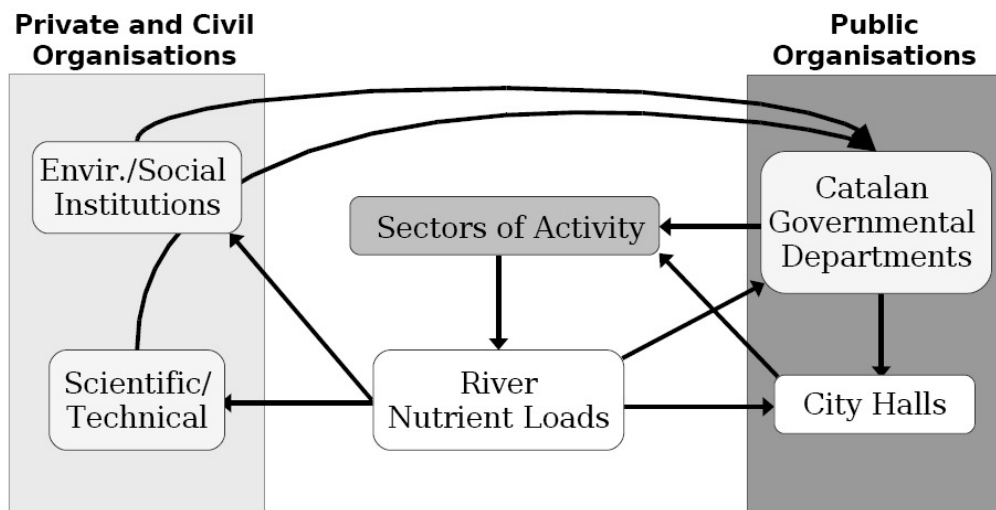 Private and Civil
Organisations
Public
Organisations
Envir./Social
Institutions
Sectors of Activity
Catalan
Governmental
Departments
Scientific/
Technical
River
Nutrient Loads
City Halls